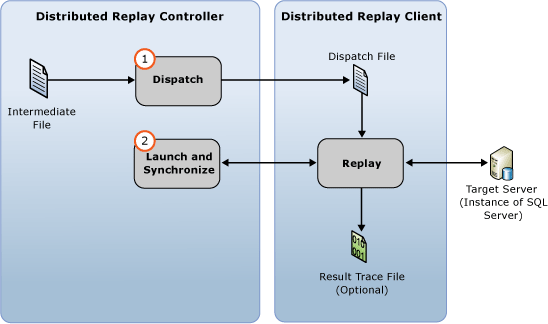 Distributed Replay Controller
Distributed Replay Client
1
Dispatch
Dispatch File
Intermediate
File
2
Launch and
Synchronize
Replay
Target Server
(Instance of SQL
Server)
010
001
Result Trace File
(Optional)